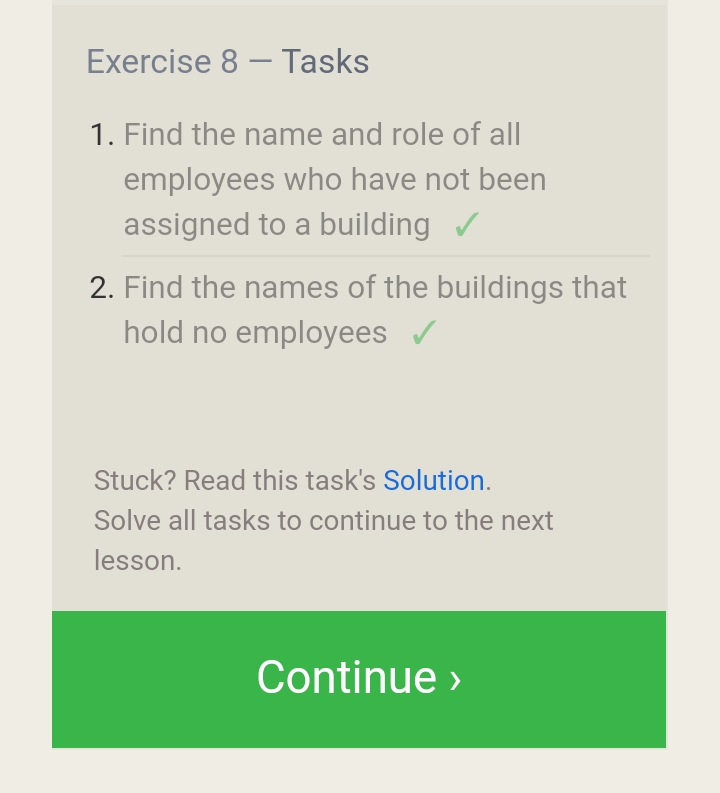 Exercise 8 — Tasks
1. Find the name and role of all
employees who have not been
assigned to a building ✓
2. Find the names of the buildings that
hold no employees ✓
Stuck? Read this task's Solution.
Solve all tasks to continue to the next
lesson.
Continue ›